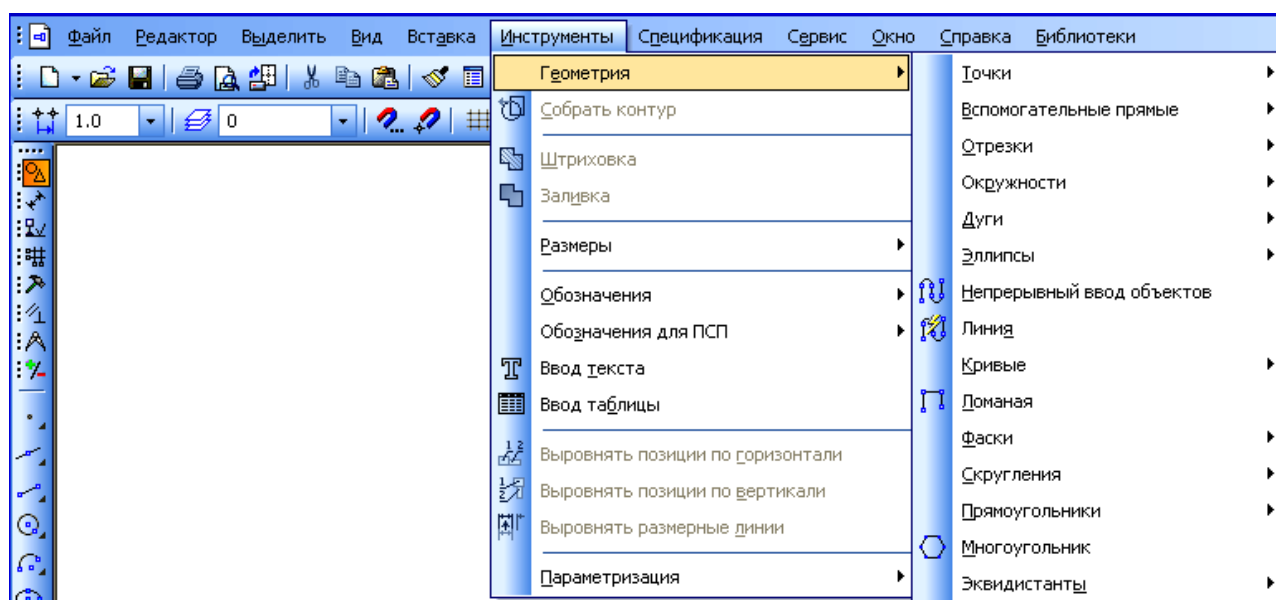 Файл Редактор Выделить Вид Вставка Инструменты Спецификация Сервис Окно Справка Библиотеки
1.0 0
Геометрия
Собрать контур
Штриховка
Заливка
Размеры
Обозначения
Обозначения для ПСП
Ввод текста
Ввод таблицы
Выровнять позиции по горизонтали
Выровнять позиции по вертикали
Выровнять размерные линии
Параметризация
Точки
Вспомогательные прямые
Отрезки
Окружности
Дуги
Эллипсы
Непрерывный ввод объектов
Линия
Кривые
Ломаная
Фаски
Скругления
Прямоугольники
Многоугольник
Эквидистанты